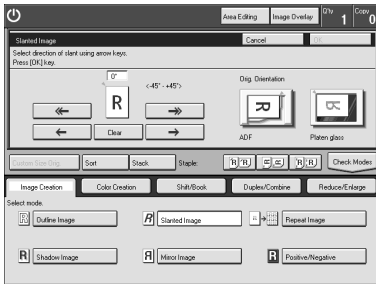 Area Editing Image Overlay Q'ty 1 Copy 0
Slanted Image Cancel OK
Select direction of slant using arrow keys.
Press [OK] key.
0°
<-45° - +45°>
Orig. Orientation
R
Clear
ADF Platen glass
Custom Size Orig. Sort Stack Staple: Check Modes
Image Creation Color Creation Shift/Book Duplex/Combine Reduce/Enlarge
Select mode.
Outline Image Slanted Image Repeat Image
Shadow Image Mirror Image Positive/Negative